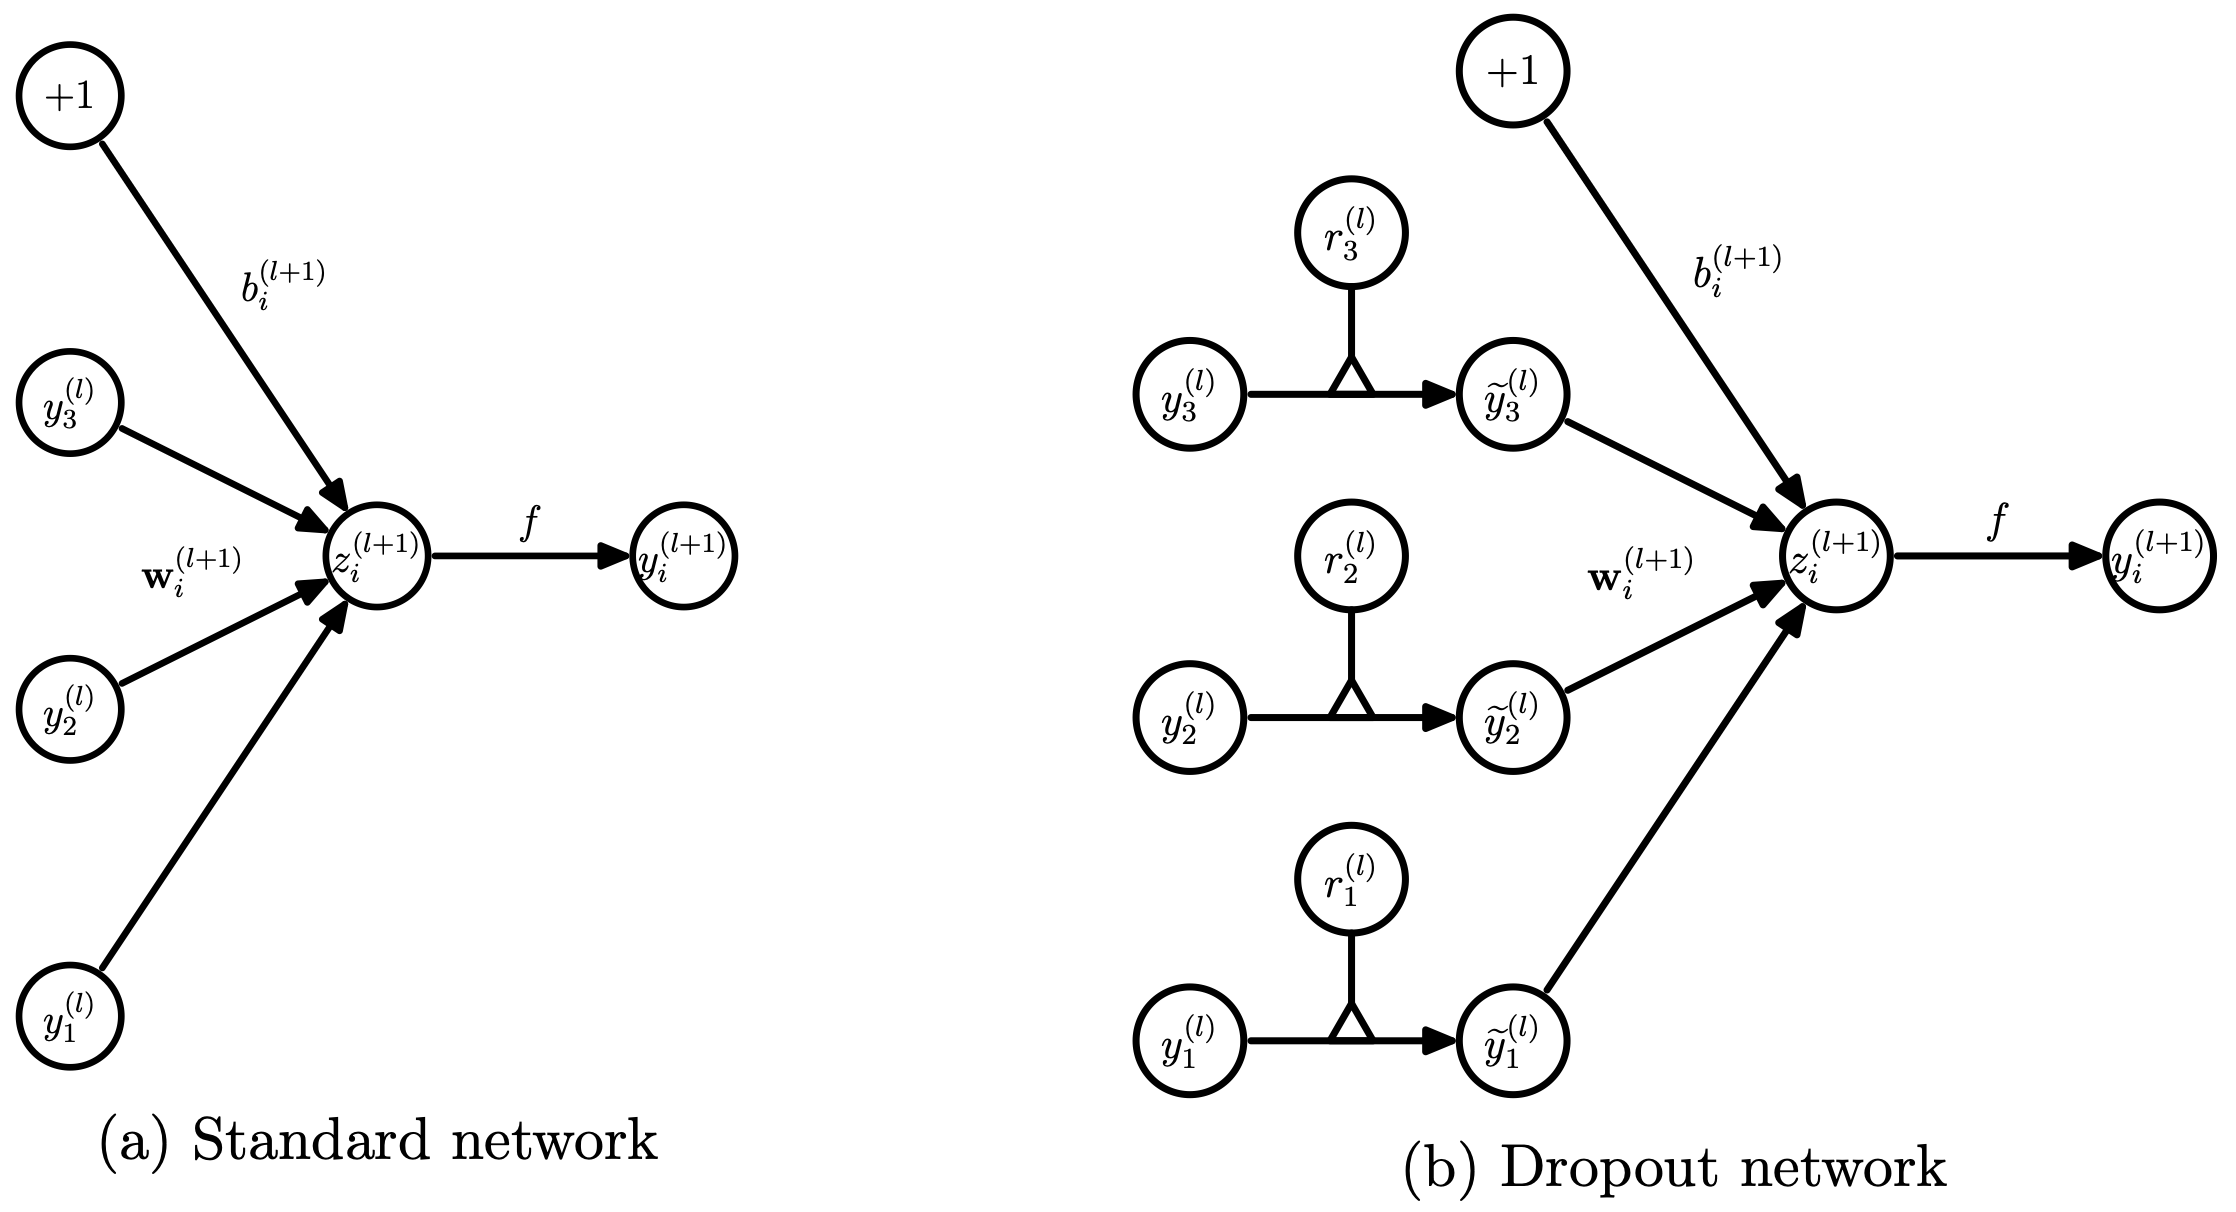 +1
b_i^{(l+1)}
y_3^{(l)}
w_i^{(l+1)}
z_i^{(l+1)}
f
y_i^{(l+1)}
y_2^{(l)}
y_1^{(l)}
(a) Standard network
+1
r_3^{(l)}
b_i^{(l+1)}
y_3^{(l)}
ỹ_3^{(l)}
r_2^{(l)}
w_i^{(l+1)}
z_i^{(l+1)}
f
y_i^{(l+1)}
y_2^{(l)}
ỹ_2^{(l)}
r_1^{(l)}
y_1^{(l)}
ỹ_1^{(l)}
(b) Dropout network